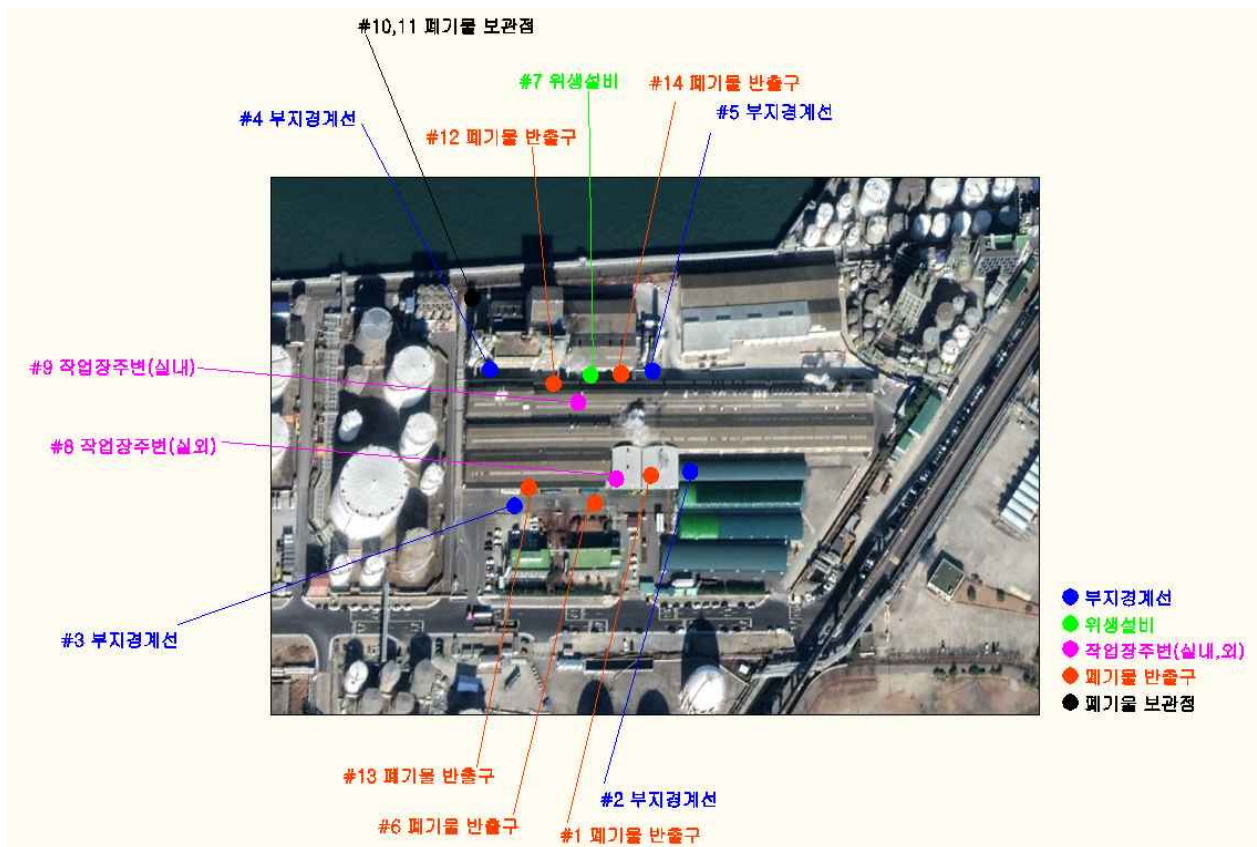 #10,11 폐기물 보관점
#7 위생설비
#14 폐기물 반출구
#4 부지경계선
#5 부지경계선
#12 폐기물 반출구
#9 작업장주변(실내)
#8 작업장주변(실외)
#3 부지경계선
부지경계선
위생설비
작업장주변(실내,외)
폐기물 반출구
폐기물 보관점
#13 폐기물 반출구
#2 부지경계선
#6 폐기물 반출구
#1 폐기물 반출구